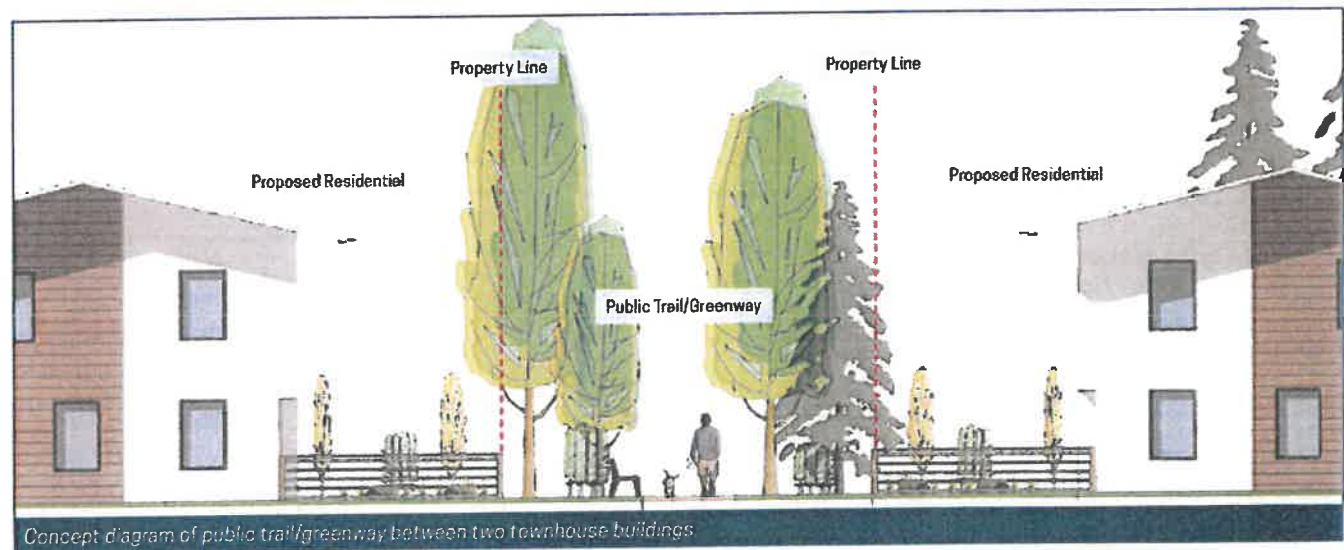 Property Line
Property Line
Proposed Residential
Proposed Residential
Public Trail/Greenway
Concept diagram of public trail/greenway between two townhouse buildings